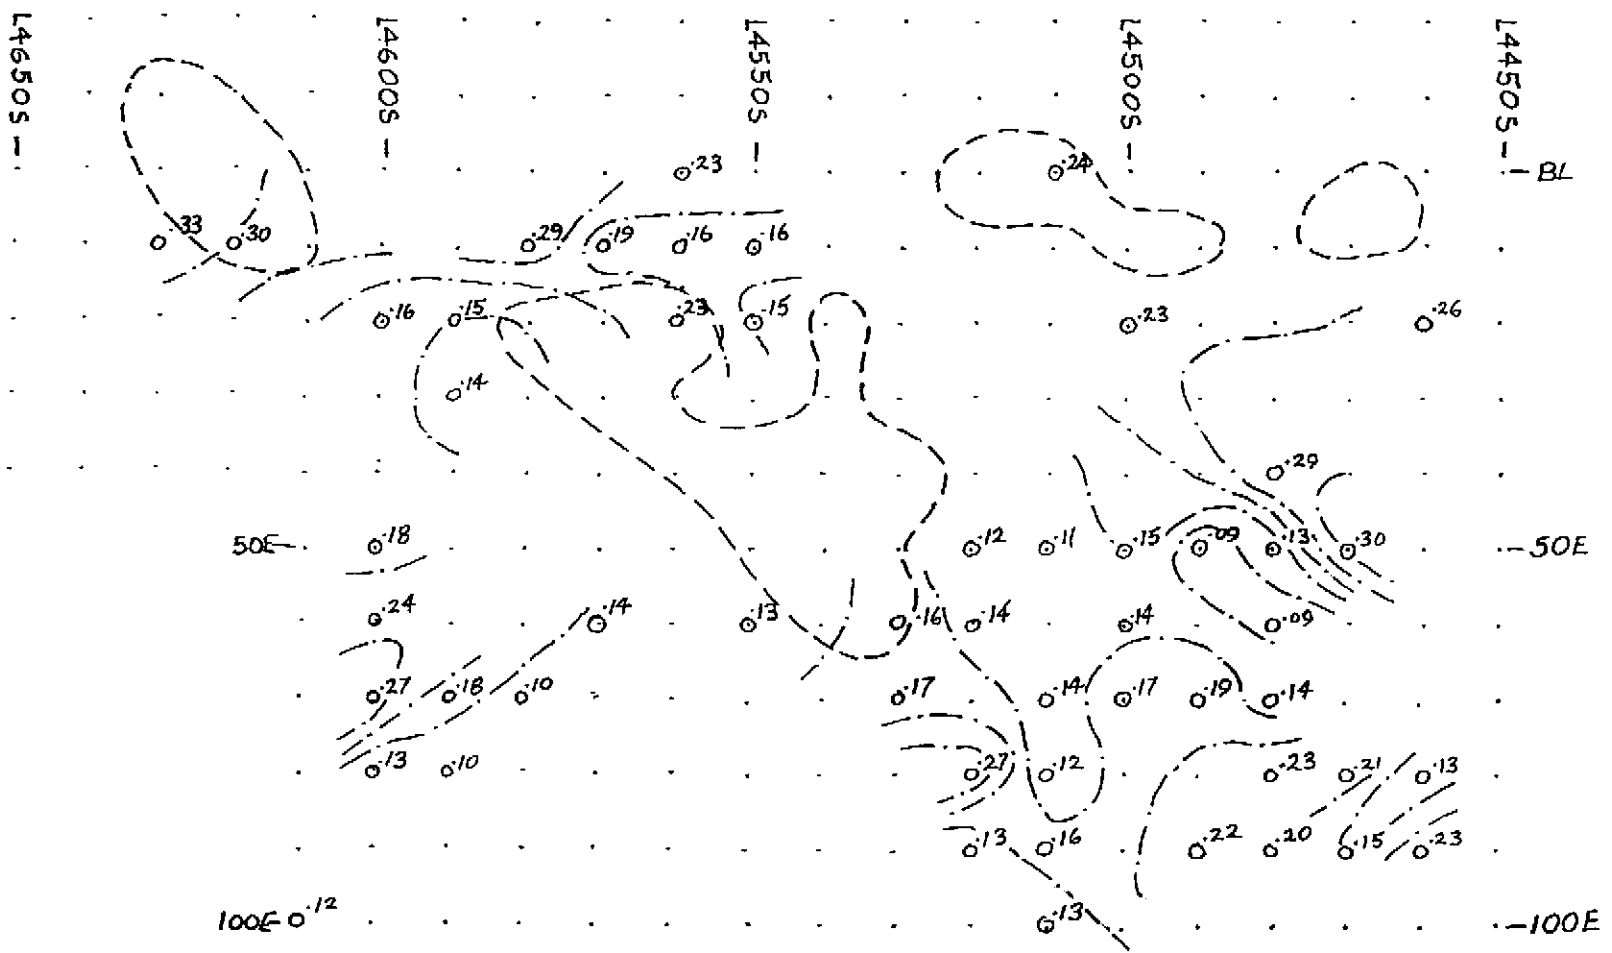 L4650S L4600S L4550S L4500S L4450S
.23 .24 BL
.33 .30 .29 .19 .16 .16
.16 .15 .23 .15 .23 .26
.14
.29
50E .18 .12 .11 .15 .09 .13 .30 50E
.24 .14 .13 .16 .14 .14 .09
.27 .18 .10 .17 .14 .17 .19 .14
.13 .10 .27 .12 .23 .21 .13
.13 .16 .22 .20 .15 .23
100E .12 .13 100E